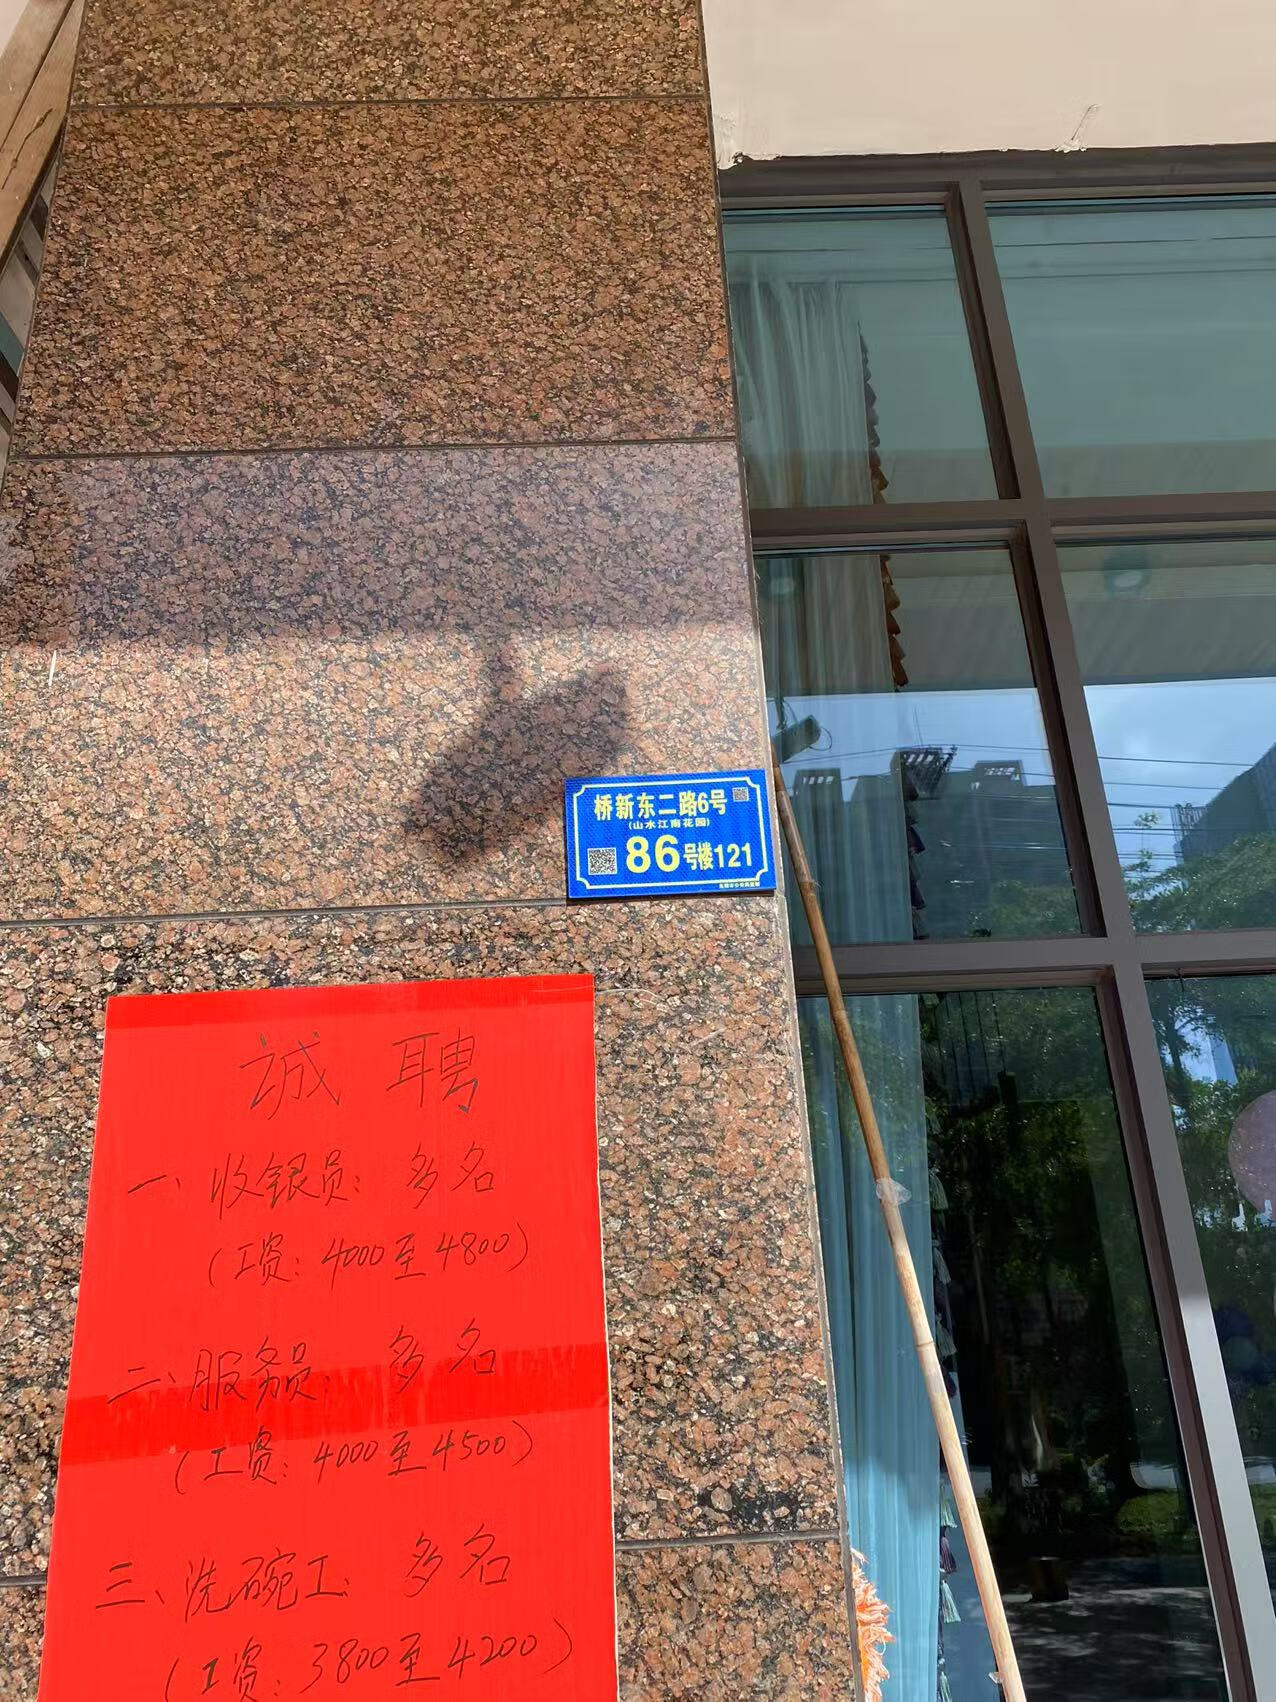 桥新东二路6号
(山水江南花园)
86号楼121
诚 聘
一、收银员：多名
(工资：4000至4800)
二、服务员：多名
(工资：4000至4500)
三、洗碗工：多名
(工资：3800至4200)